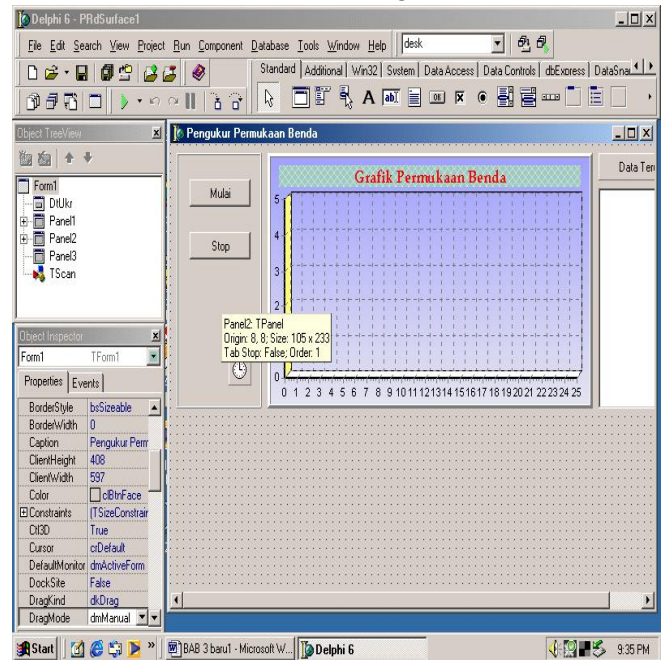 Delphi 6 - PRdSurface1
File Edit Search View Project Run Component Database Tools Window Help desk
Standard Additional Win32 System Data Access Data Controls dbExpress DataSna
A ab OK
Object TreeView
Form1
DtUkr
Panel1
Panel2
Panel3
TScan
Pengukur Permukaan Benda
Mulai
Stop
Grafik Permukaan Benda
Data Ter
5
4
3
2
0
0 1 2 3 4 5 6 7 8 9 10 11 12 13 14 15 16 17 18 19 20 21 22 23 24 25
Panel2: TPanel
Origin: 8, 8; Size: 105 x 233
Tab Stop: False; Order: 1
Object Inspector
Form1 TForm1
Properties Events
BorderStyle bsSizeable
BorderWidth 0
Caption Pengukur Perm
ClientHeight 408
ClientWidth 597
Color clBtnFace
Constraints (TSizeConstrair
Ctl3D True
Cursor crDefault
DefaultMonitor dmActiveForm
DockSite False
DragKind dkDrag
DragMode dmManual
Start BAB 3 baru1 - Microsoft W... Delphi 6 9:35 PM